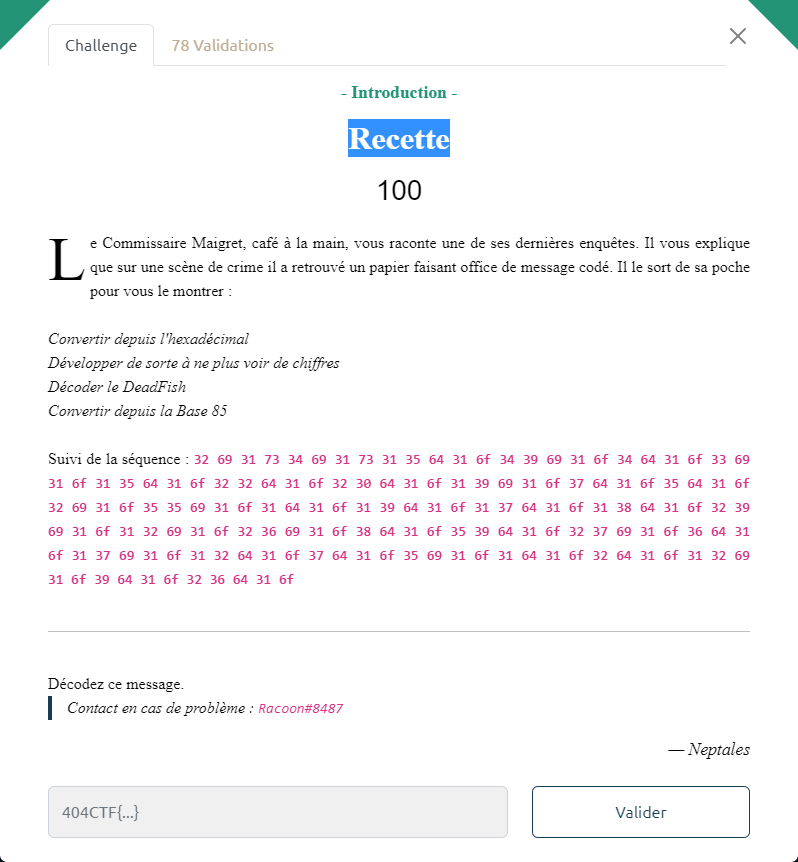 Challenge
78 Validations
- Introduction -
Recette
100
Le Commissaire Maigret, café à la main, vous raconte une de ses dernières enquêtes. Il vous explique
que sur une scène de crime il a retrouvé un papier faisant office de message codé. Il le sort de sa poche
pour vous le montrer :
Convertir depuis l'hexadécimal
Développer de sorte à ne plus voir de chiffres
Décoder le DeadFish
Convertir depuis la Base 85
Suivi de la séquence : 32 69 31 73 34 69 31 73 31 35 64 31 6f 34 39 69 31 6f 34 64 31 6f 33 69
31 6f 31 35 64 31 6f 32 32 64 31 6f 32 30 64 31 6f 31 39 69 31 6f 37 64 31 6f 35 64 31 6f
32 69 31 6f 35 35 69 31 6f 31 64 31 6f 31 39 64 31 6f 31 37 64 31 6f 31 38 64 31 6f 32 39
69 31 6f 31 32 69 31 6f 32 36 69 31 6f 38 64 31 6f 35 39 64 31 6f 32 37 69 31 6f 36 64 31
6f 31 37 69 31 6f 31 32 64 31 6f 37 64 31 6f 35 69 31 6f 31 64 31 6f 32 64 31 6f 31 32 69
31 6f 39 64 31 6f 32 36 64 31 6f
Décodez ce message.
Contact en cas de problème : Racoon#8487
— Neptales
404CTF{...}
Valider